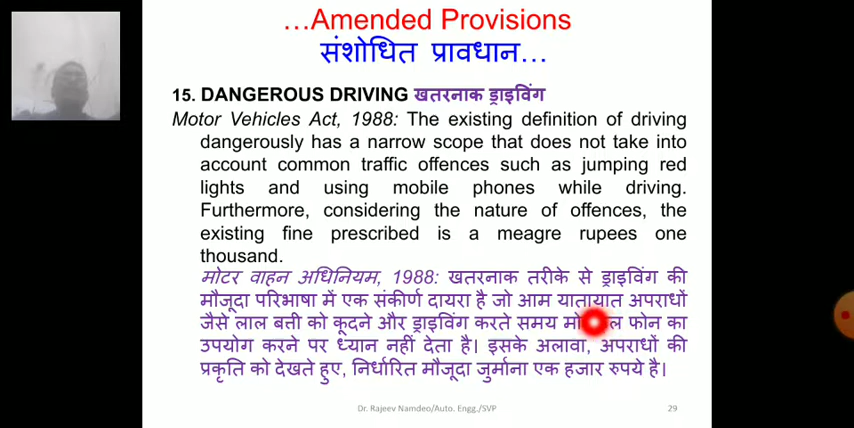 …Amended Provisions
संशोधित प्रावधान…
15. DANGEROUS DRIVING खतरनाक ड्राइविंग
Motor Vehicles Act, 1988: The existing definition of driving
dangerously has a narrow scope that does not take into
account common traffic offences such as jumping red
lights and using mobile phones while driving.
Furthermore, considering the nature of offences, the
existing fine prescribed is a meagre rupees one
thousand.
मोटर वाहन अधिनियम, 1988: खतरनाक तरीके से ड्राइविंग की
मौजूदा परिभाषा में एक संकीर्ण दायरा है जो आम यातायात अपराधों
जैसे लाल बत्ती को कूदने और ड्राइविंग करते समय फोन का
उपयोग करने पर ध्यान नहीं देता है। इसके अलावा, अपराधों की
प्रकृति को देखते हुए, निर्धारित मौजूदा जुर्माना एक हजार रुपये है।
Dr. Rajeev Namdeo/Auto. Engg./SVP 29